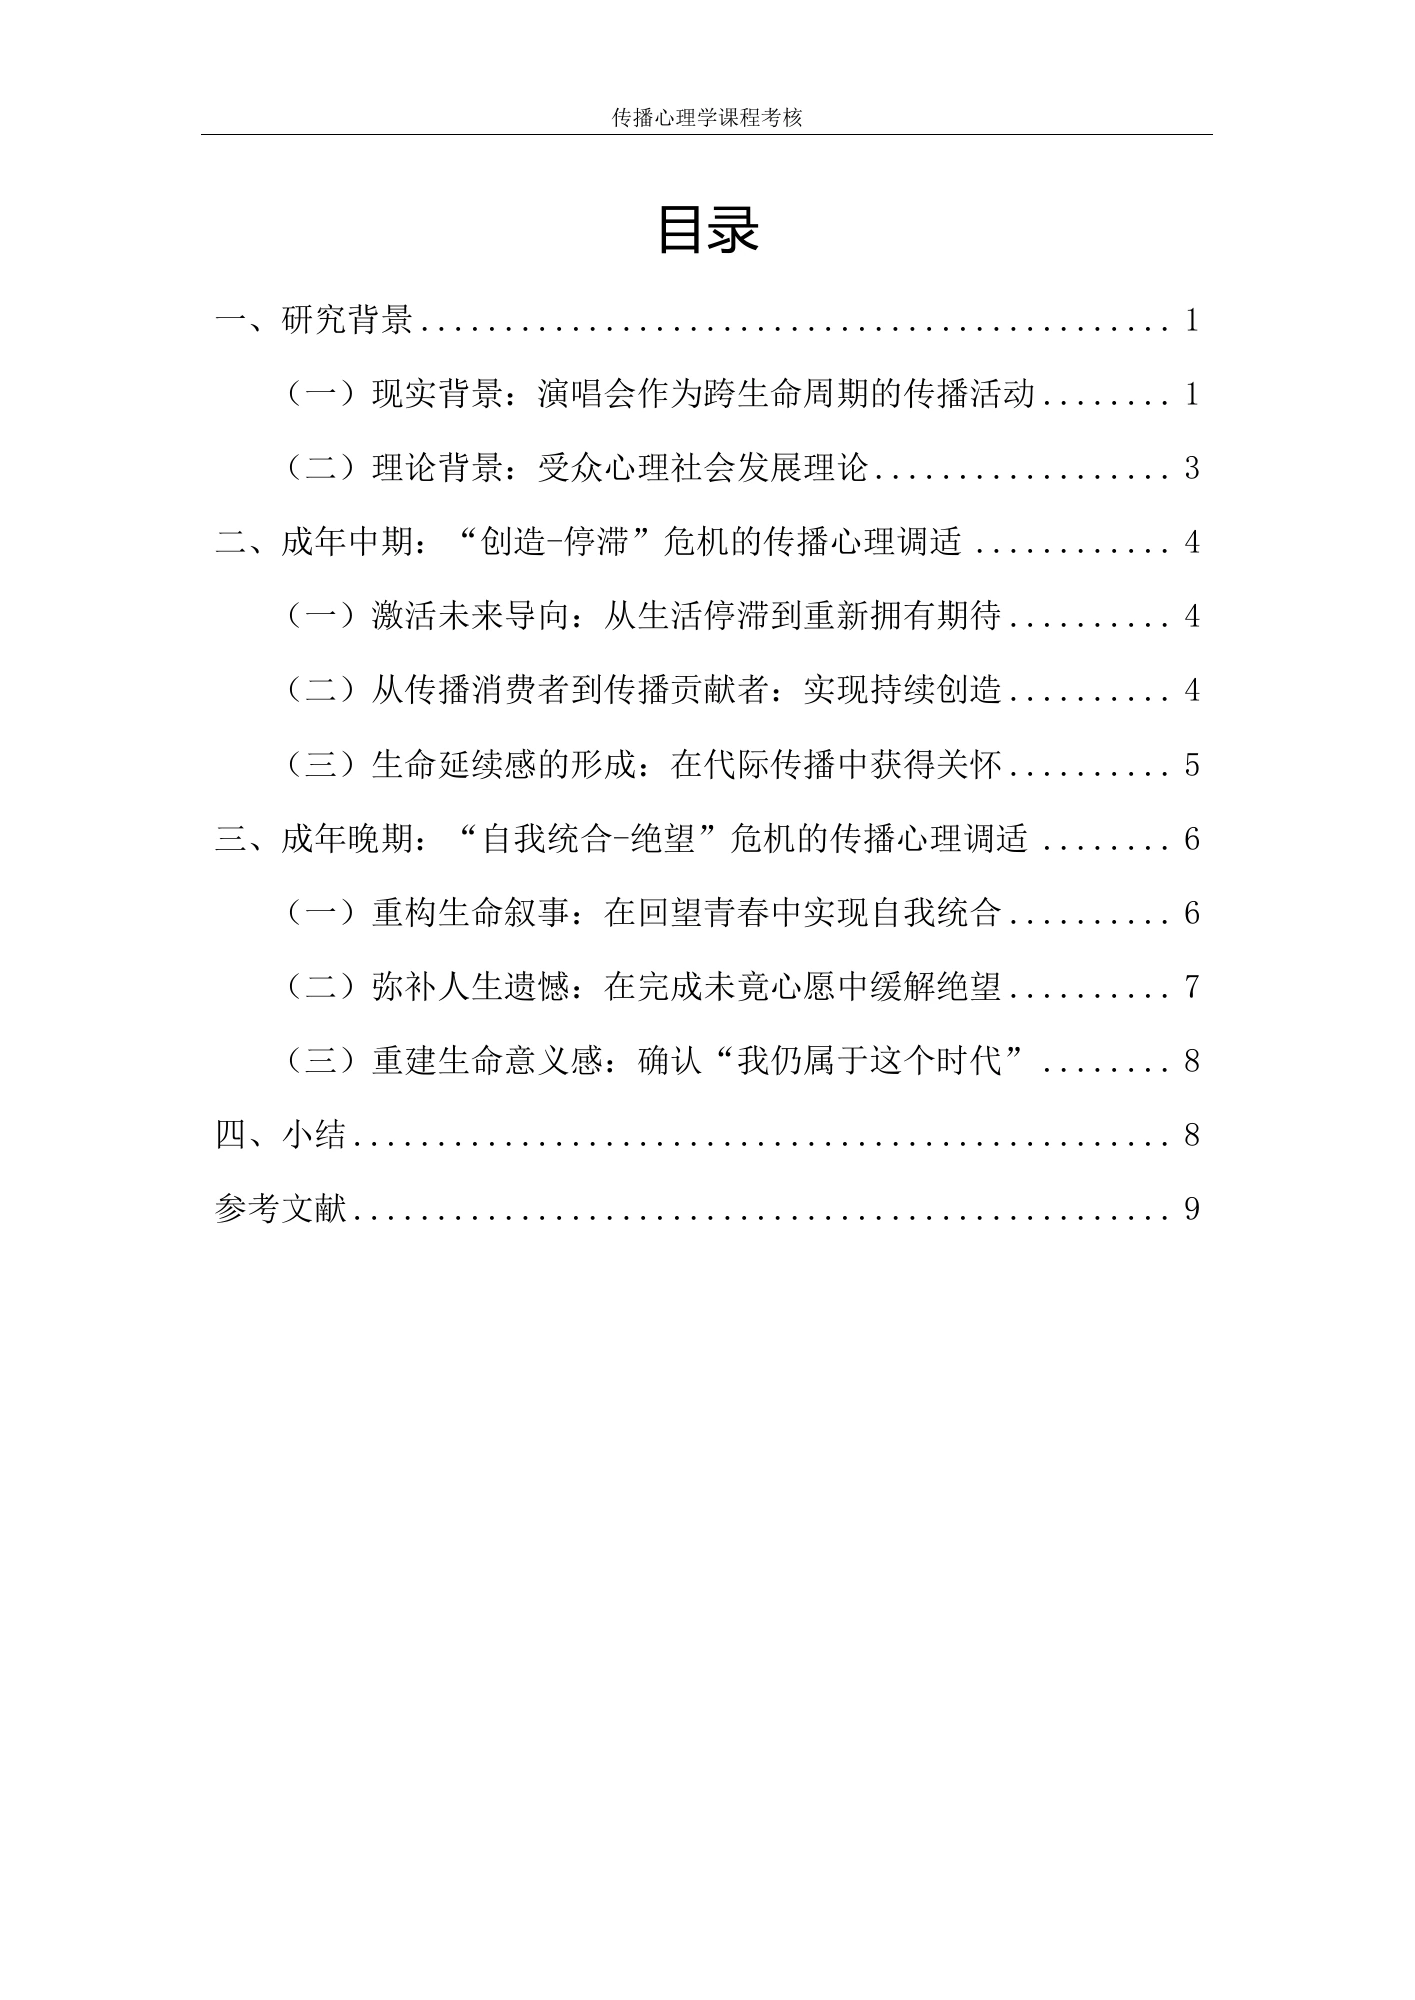 传播心理学课程考核
目录
一、研究背景............................................. 1
（一）现实背景：演唱会作为跨生命周期的传播活动........ 1
（二）理论背景：受众心理社会发展理论.................. 3
二、成年中期：“创造-停滞”危机的传播心理调适 ............ 4
（一）激活未来导向：从生活停滞到重新拥有期待.......... 4
（二）从传播消费者到传播贡献者：实现持续创造.......... 4
（三）生命延续感的形成：在代际传播中获得关怀.......... 5
三、成年晚期：“自我统合-绝望”危机的传播心理调适 ........ 6
（一）重构生命叙事：在回望青春中实现自我统合.......... 6
（二）弥补人生遗憾：在完成未竟心愿中缓解绝望.......... 7
（三）重建生命意义感：确认“我仍属于这个时代” ........ 8
四、小结................................................. 8
参考文献................................................. 9